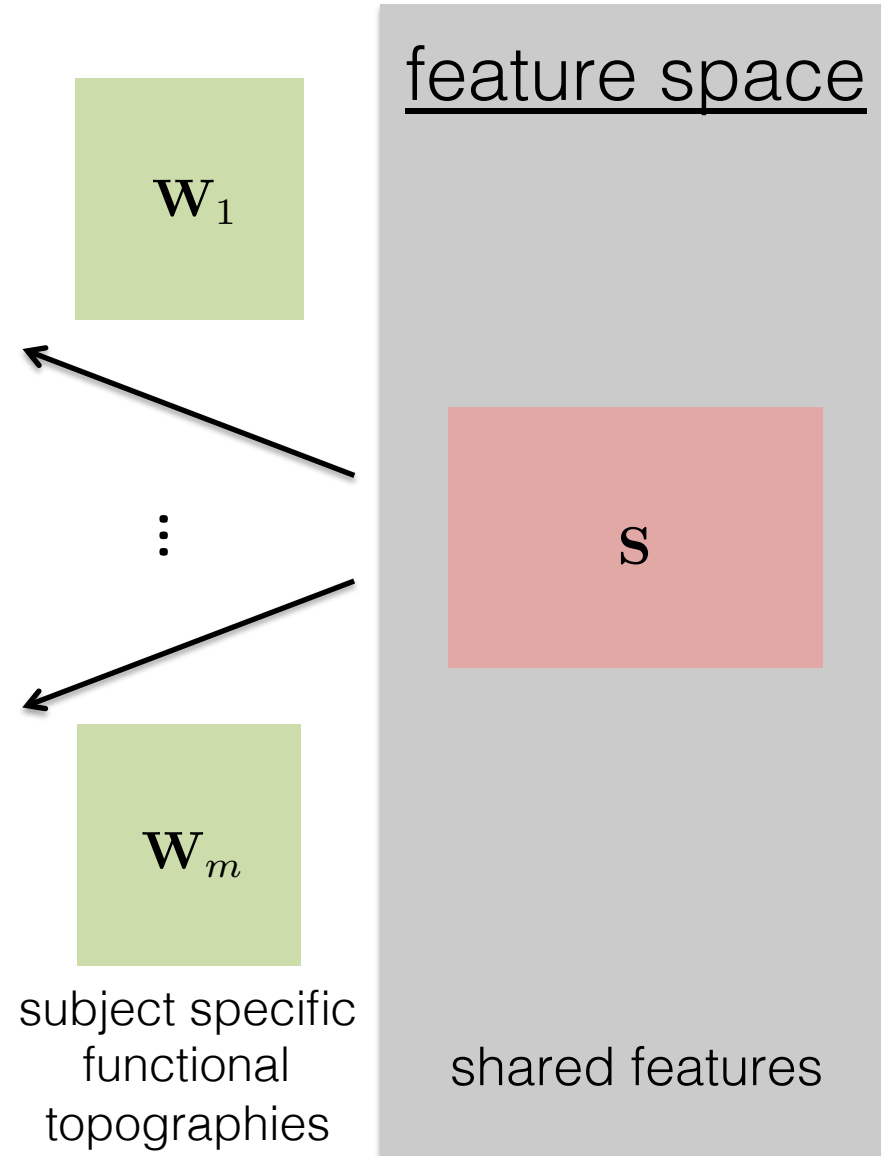 feature space
W1
S
⋮
Wm
subject specific
functional
topographies
shared features